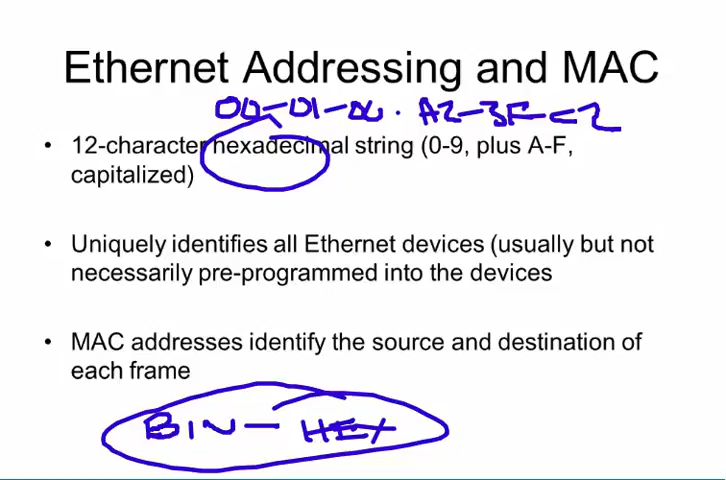 Ethernet Addressing and MAC
00-01-00. A2-3F-C2
• 12-character hexadecimal string (0-9, plus A-F,
capitalized)
• Uniquely identifies all Ethernet devices (usually but not
necessarily pre-programmed into the devices
• MAC addresses identify the source and destination of
each frame
BIN- HEX